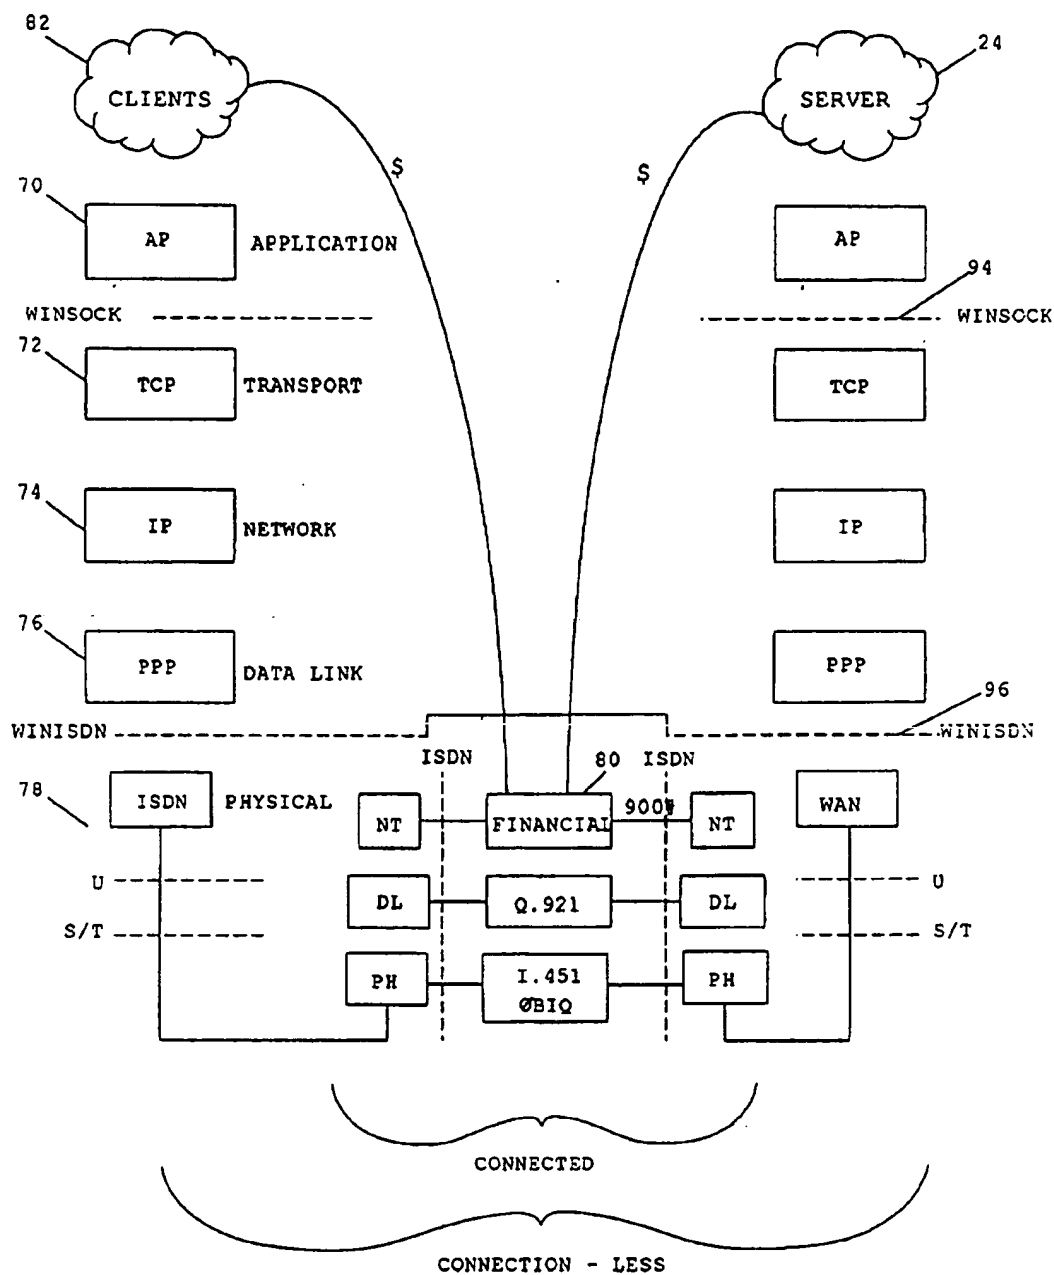 82
24
CLIENTS
SERVER
$
$
70
AP
APPLICATION
AP
94
WINSOCK
WINSOCK
72
TCP
TRANSPORT
TCP
74
IP
NETWORK
IP
76
PPP
DATA LINK
PPP
96
WINISDN
WINISDN
ISDN
80
ISDN
78
ISDN
PHYSICAL
NT
FINANCIAL
900#
NT
WAN
U
DL
Q.921
DL
U
S/T
S/T
PH
I.451
ØBIQ
PH
CONNECTED
CONNECTION - LESS